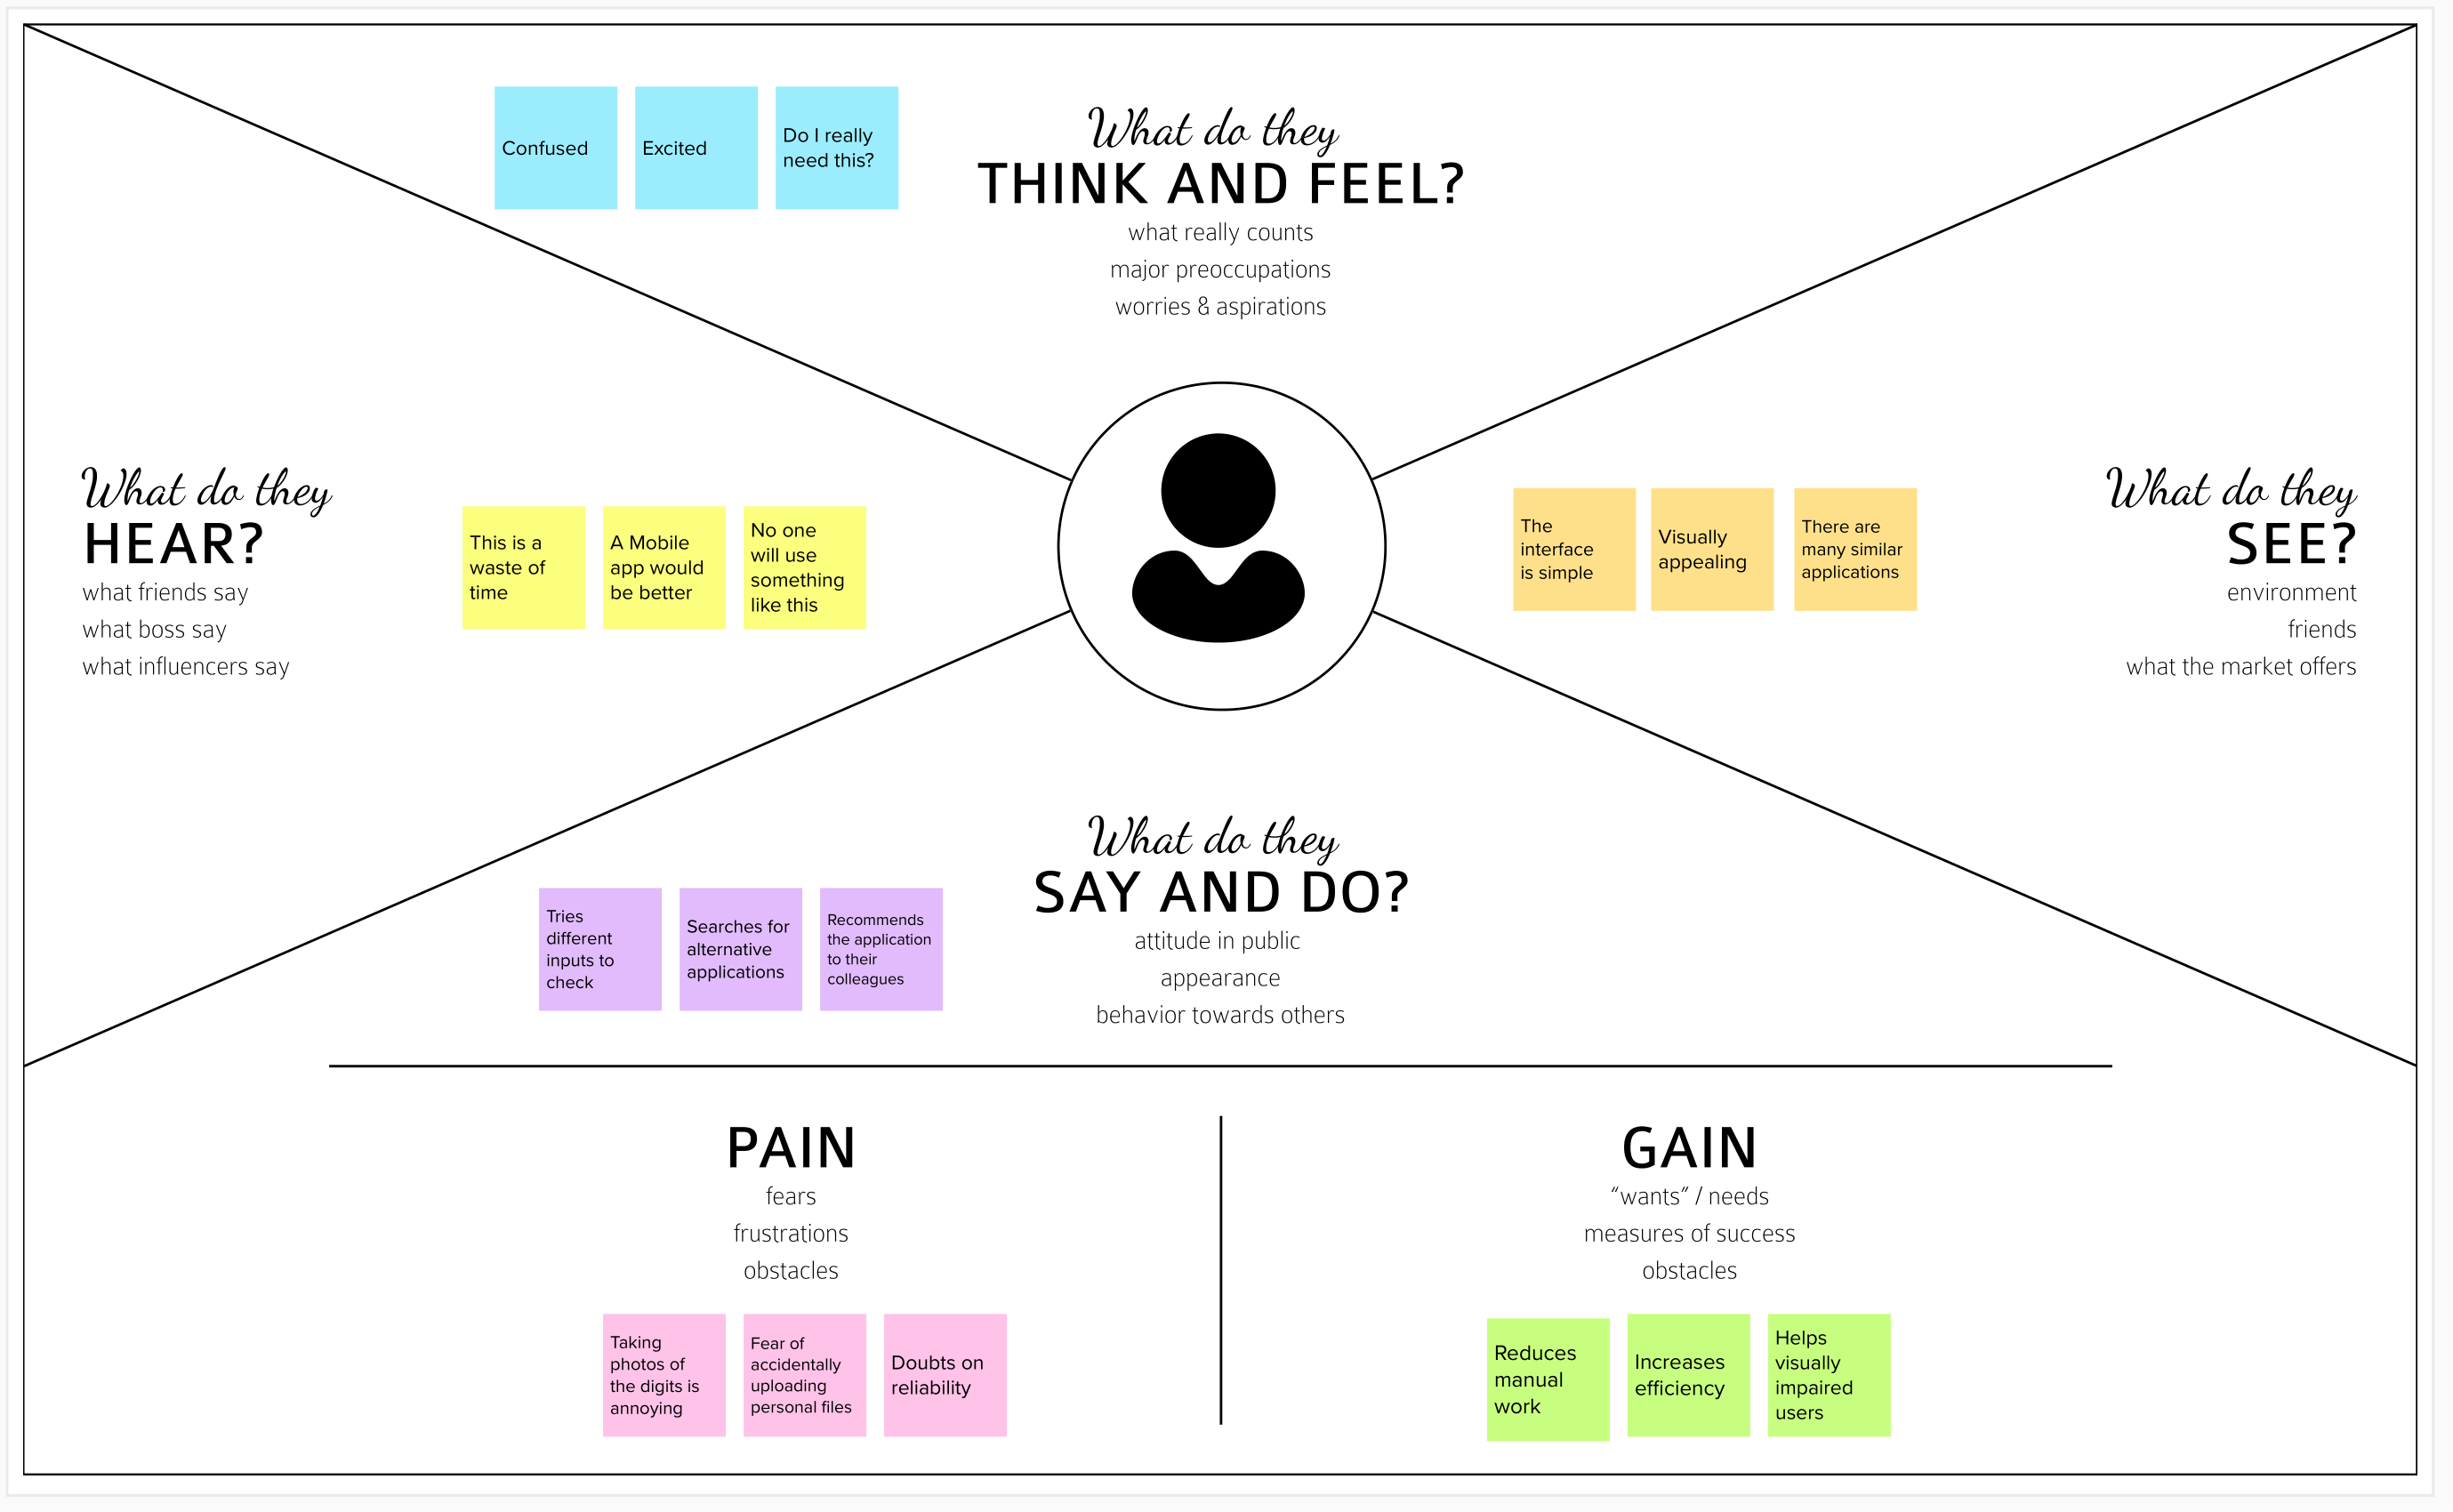 Confused
Excited
Do I really
need this?
What do they
THINK AND FEEL?
what really counts
major preoccupations
worries & aspirations
What do they
HEAR?
what friends say
what boss say
what influencers say
This is a
waste of
time
A Mobile
app would
be better
No one
will use
something
like this
The
interface
is simple
Visually
appealing
There are
many similar
applications
What do they
SEE?
environment
friends
what the market offers
What do they
SAY AND DO?
attitude in public
appearance
behavior towards others
Tries
different
inputs to
check
Searches for
alternative
applications
Recommends
the application
to their
colleagues
PAIN
fears
frustrations
obstacles
Taking
photos of
the digits is
annoying
Fear of
accidentally
uploading
personal files
Doubts on
reliability
GAIN
“wants” / needs
measures of success
obstacles
Reduces
manual
work
Increases
efficiency
Helps
visually
impaired
users